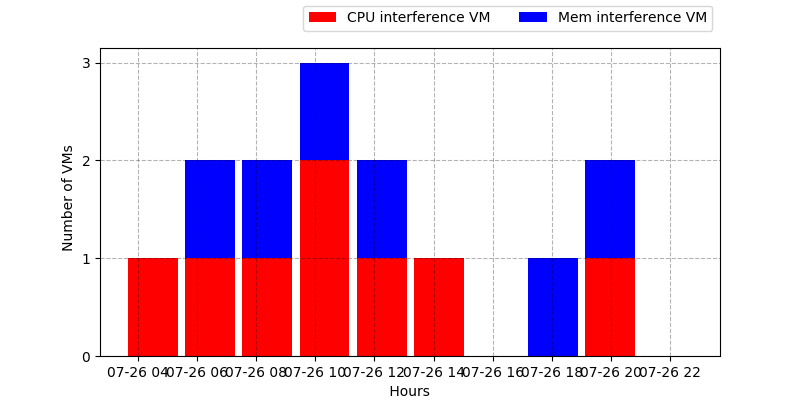 CPU interference VM Mem interference VM
3
2
1
0
Number of VMs
07-26 04 07-26 06 07-26 08 07-26 10 07-26 12 07-26 14 07-26 16 07-26 18 07-26 20 07-26 22
Hours